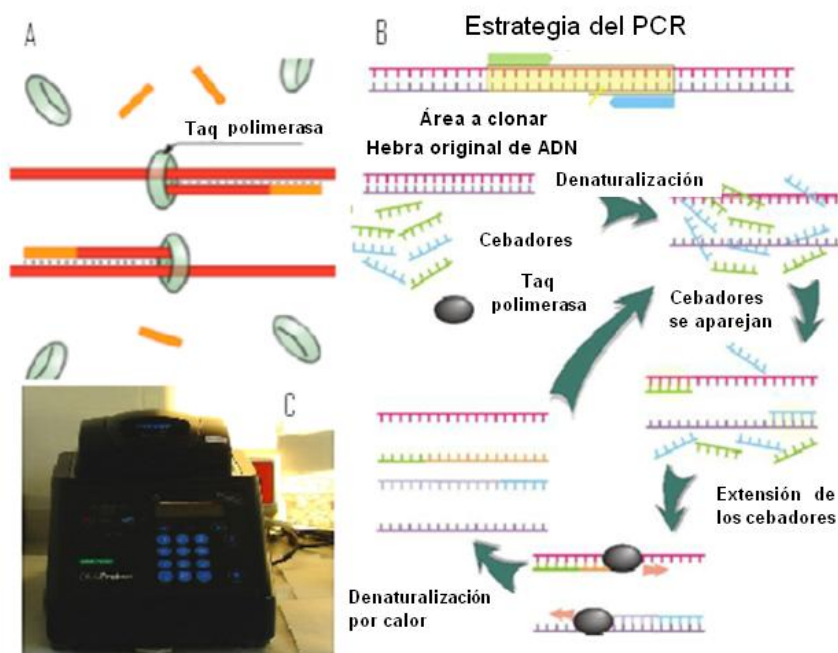 A
Taq polimerasa
B
Estrategia del PCR
Área a clonar
Hebra original de ADN
Denaturalización
Cebadores
Taq
polimerasa
Cebadores
se aparejan
Extensión de
los cebadores
Denaturalización
por calor
C